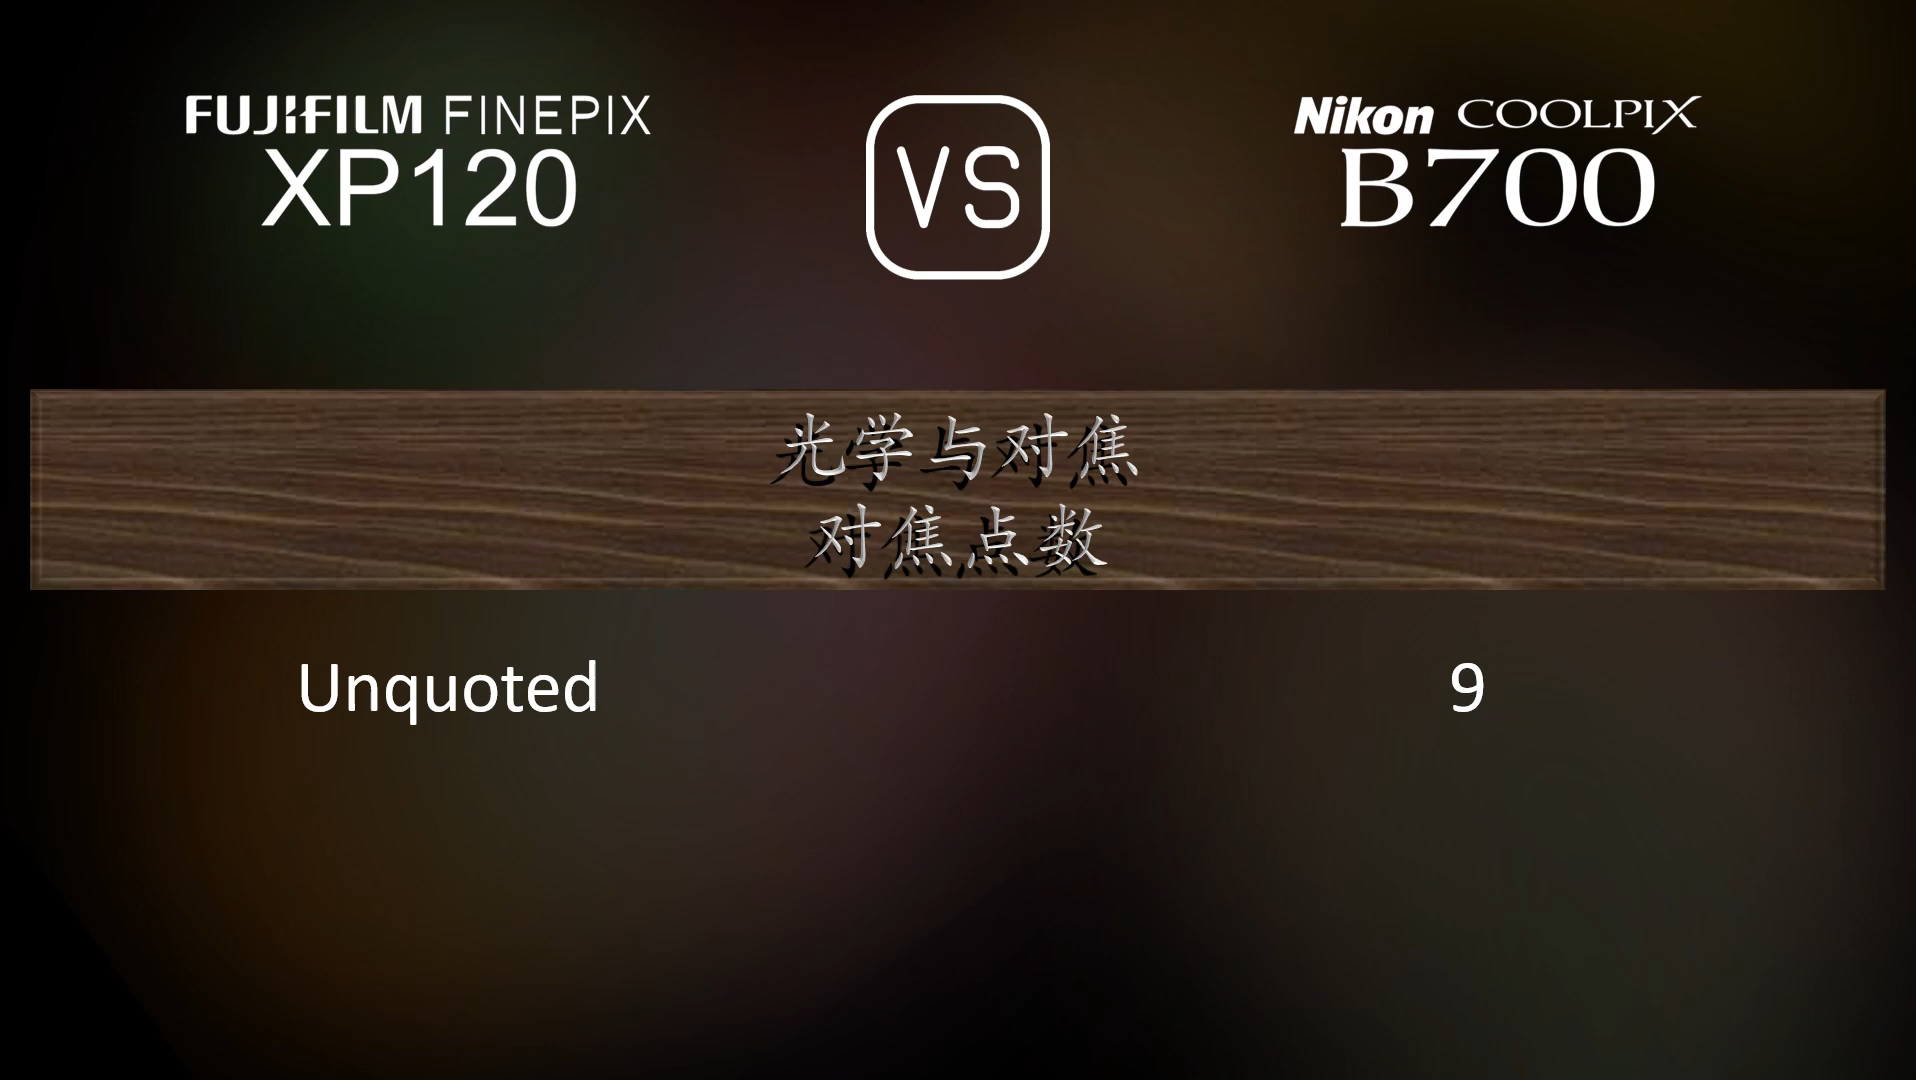 FUJIFILM FINEPIX
XP120
VS
Nikon COOLPIX
B700
光学与对焦
对焦点数
Unquoted
9